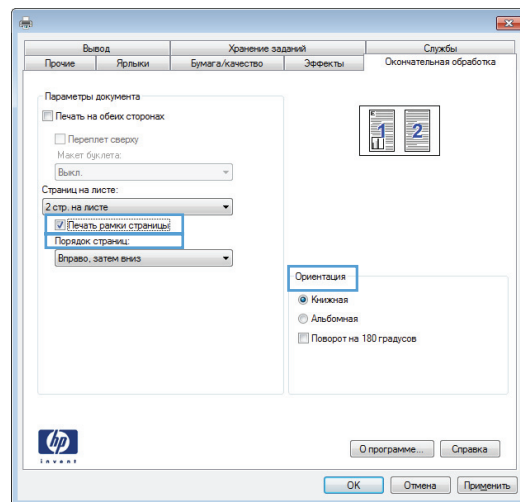 Вывод
Хранение заданий
Службы
Прочие
Ярлыки
Бумага/качество
Эффекты
Окончательная обработка
Параметры документа
Печать на обеих сторонах
Переплет сверху
Макет буклета:
Выкл.
Страниц на листе:
2 стр. на листе
Печать рамки страницы
Порядок страниц:
Вправо, затем вниз
1 2
Ориентация
Книжная
Альбомная
Поворот на 180 градусов
hp
invent
О программе...
Справка
OK
Отмена
Применить